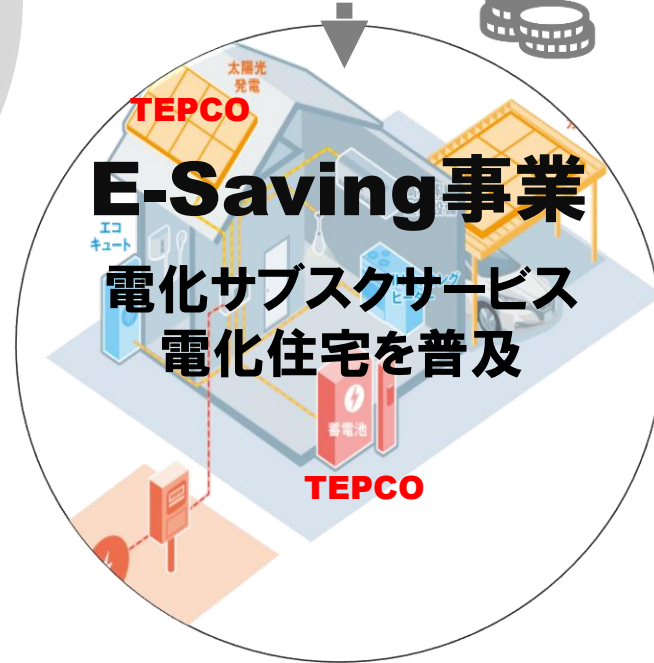 太陽光
発電
TEPCO
E-Saving事業
エコ
キュート
電化サブスクサービス
電化住宅を普及
蓄電池
TEPCO